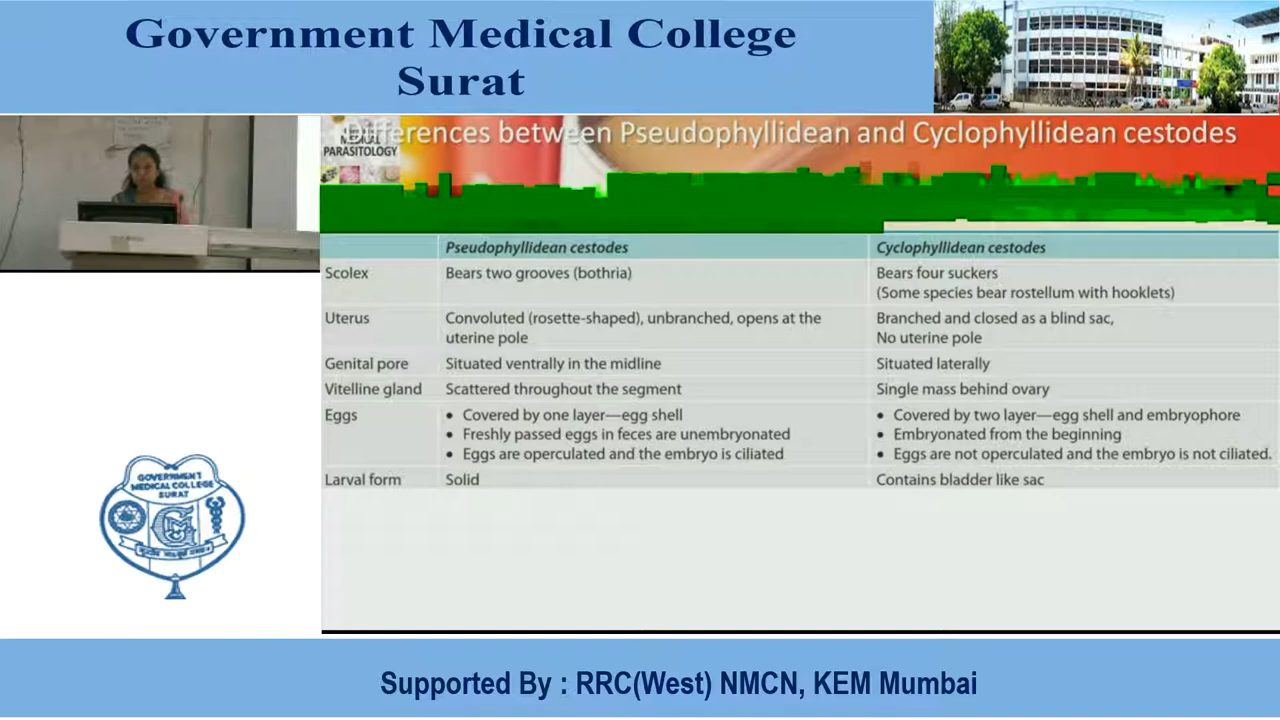 Government Medical College
Surat
Differences between Pseudophyllidean and Cyclophyllidean cestodes
MEDICAL
PARASITOLOGY
Pseudophyllidean cestodes Cyclophyllidean cestodes
Scolex Bears two grooves (bothria) Bears four suckers
(Some species bear rostellum with hooklets)
Uterus Convoluted (rosette-shaped), unbranched, opens at the Branched and closed as a blind sac,
uterine pole No uterine pole
Genital pore Situated ventrally in the midline Situated laterally
Vitelline gland Scattered throughout the segment Single mass behind ovary
Eggs • Covered by one layer—egg shell • Covered by two layer—egg shell and embryophore
• Freshly passed eggs in feces are unembryonated • Embryonated from the beginning
• Eggs are operculated and the embryo is ciliated • Eggs are not operculated and the embryo is not ciliated.
Larval form Solid Contains bladder like sac
GOVERNMENT
MEDICAL COLLEGE
SURAT
Supported By : RRC(West) NMCN, KEM Mumbai